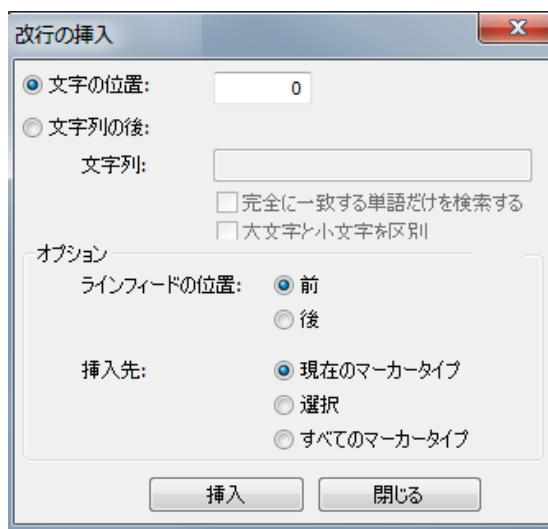 改行の挿入
文字の位置: 0
文字列の後:
文字列:
完全に一致する単語だけを検索する
大文字と小文字を区別
オプション
ラインフィードの位置: 前
後
挿入先: 現在のマーカータイプ
選択
すべてのマーカータイプ
挿入 閉じる